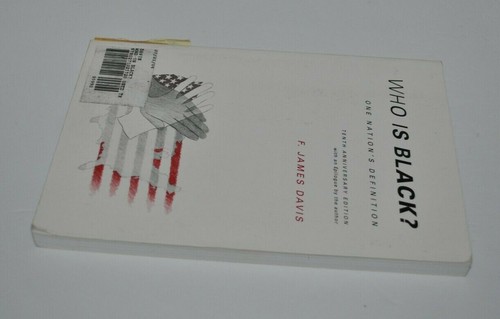 WHO IS BLACK?
ONE NATION'S DEFINITION
TENTH ANNIVERSARY EDITION
with an Epilogue by the author
F. JAMES DAVIS